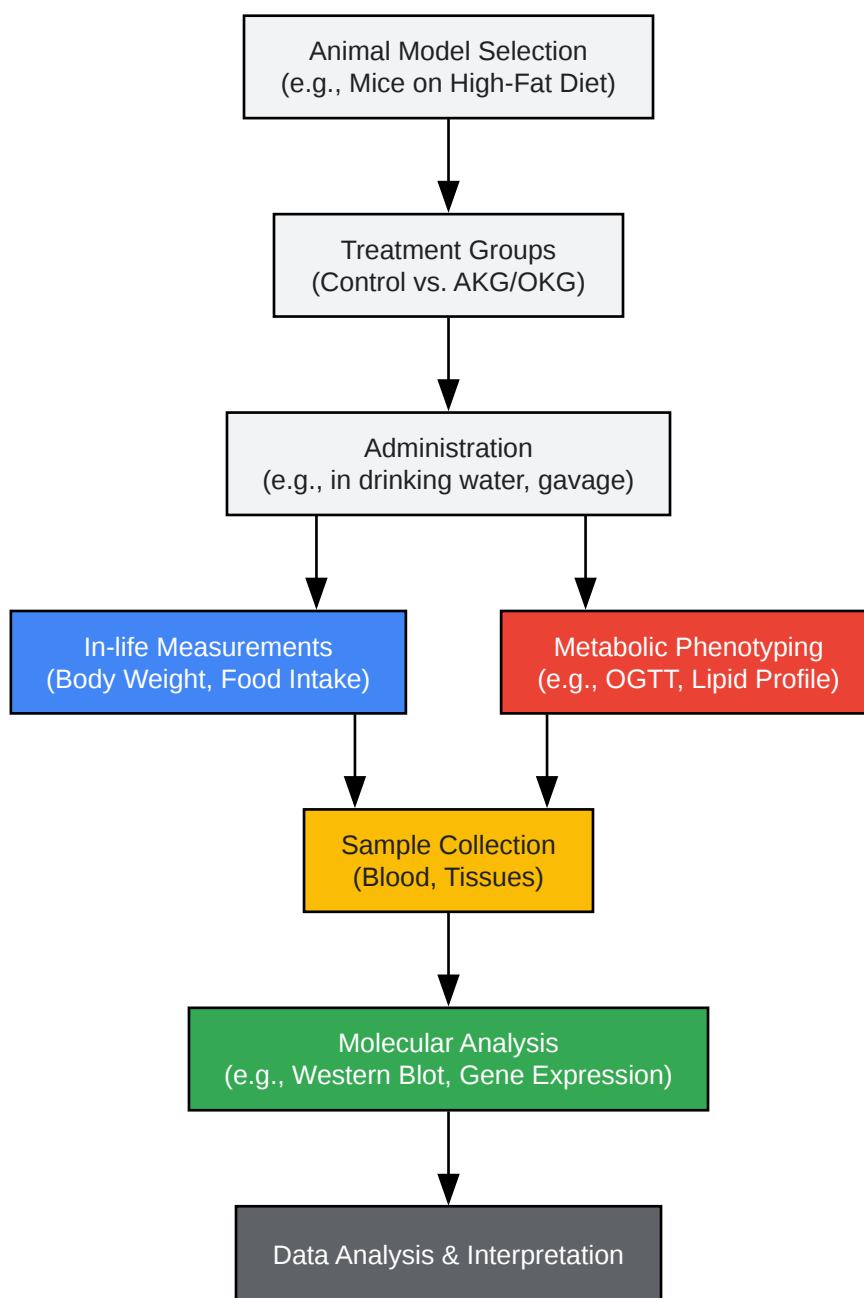 Animal Model Selection
(e.g., Mice on High-Fat Diet)
Treatment Groups
(Control vs. AKG/OKG)
Administration
(e.g., in drinking water, gavage)
In-life Measurements
(Body Weight, Food Intake)
Metabolic Phenotyping
(e.g., OGTT, Lipid Profile)
Sample Collection
(Blood, Tissues)
Molecular Analysis
(e.g., Western Blot, Gene Expression)
Data Analysis & Interpretation